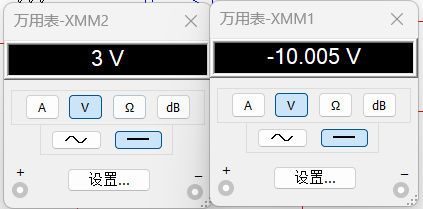 万用表-XMM2
3 V
A V Ω dB
+ 设置... −
万用表-XMM1
-10.005 V
A V Ω dB
+ 设置... −